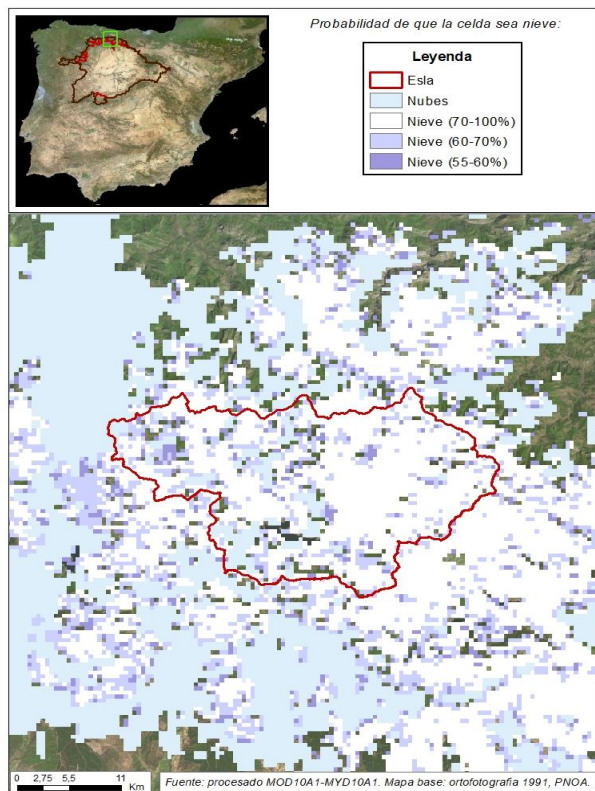 Probabilidad de que la celda sea nieve:
Leyenda
Esla
Nubes
Nieve (70-100%)
Nieve (60-70%)
Nieve (55-60%)
0 2,75 5,5 11
Km
Fuente: procesado MOD10A1-MYD10A1. Mapa base: ortofotografia 1991, PNOA.